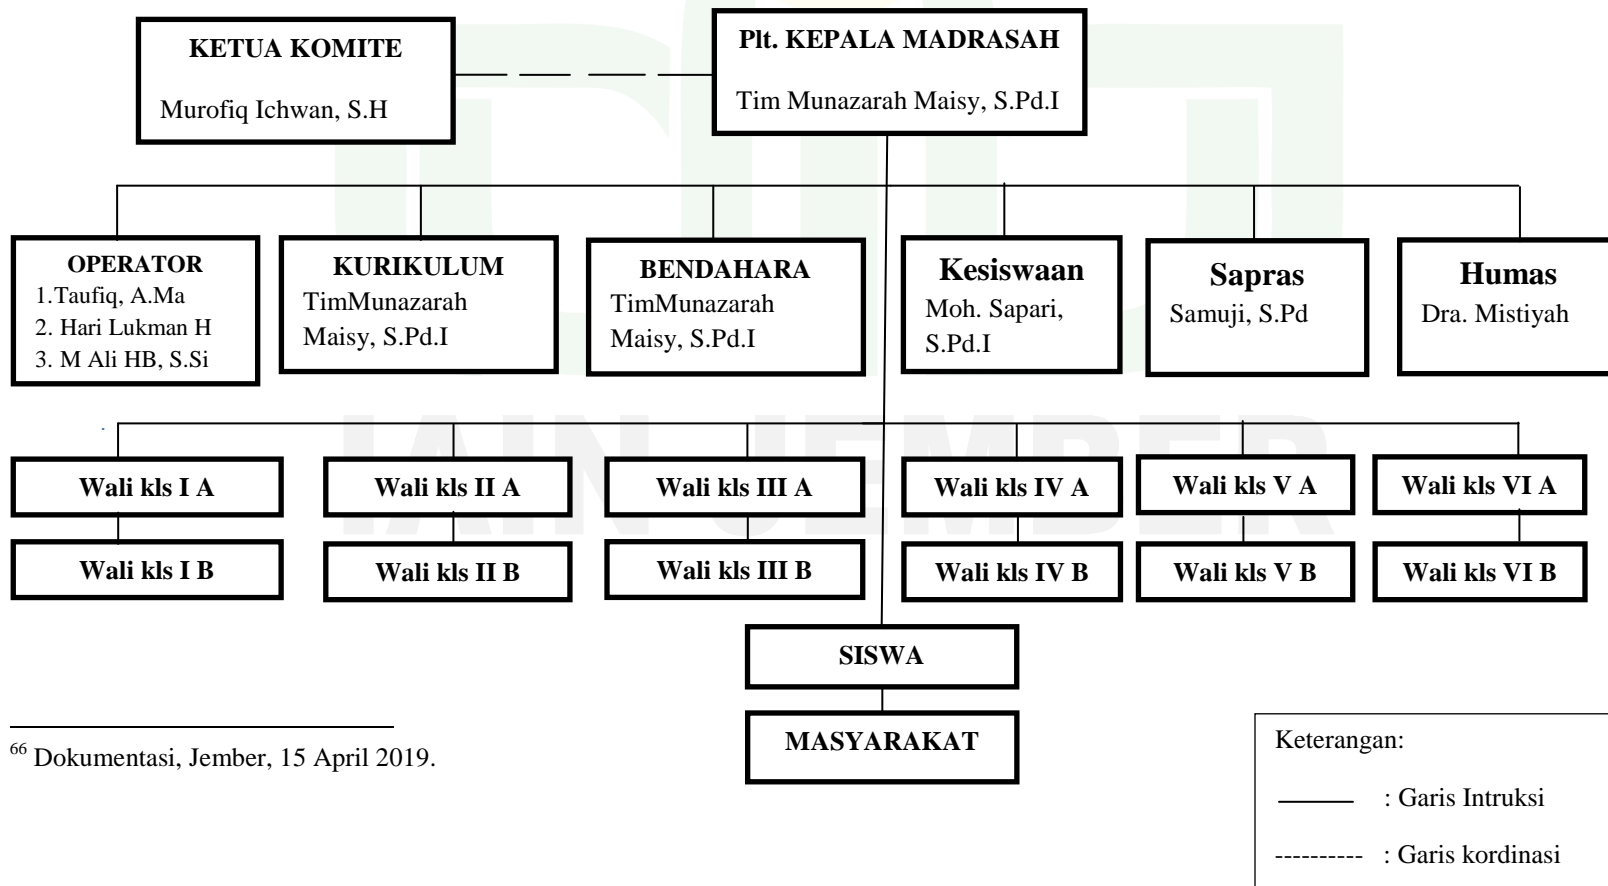 KETUA KOMITE
Murofiq Ichwan, S.H
Plt. KEPALA MADRASAH
Tim Munazarah Maisy, S.Pd.I
OPERATOR
1.Taufiq, A.Ma
2. Hari Lukman H
3. M Ali HB, S.Si
KURIKULUM
TimMunazarah
Maisy, S.Pd.I
BENDAHARA
TimMunazarah
Maisy, S.Pd.I
Kesiswaan
Moh. Sapari,
S.Pd.I
Sapras
Samuji, S.Pd
Humas
Dra. Mistiyah
IAIN JEMBER
Wali kls I A
Wali kls II A
Wali kls III A
Wali kls IV A
Wali kls V A
Wali kls VI A
Wali kls I B
Wali kls II B
Wali kls III B
Wali kls IV B
Wali kls V B
Wali kls VI B
SISWA
MASYARAKAT
66 Dokumentasi, Jember, 15 April 2019.
Keterangan:
: Garis Intruksi
: Garis kordinasi